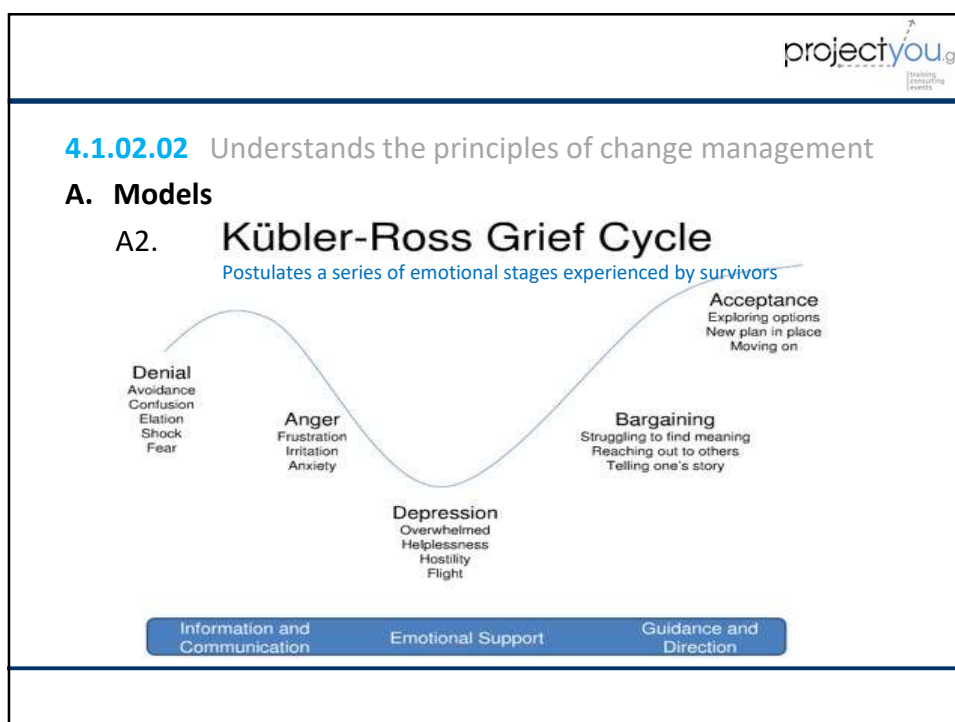 projectyou.g
training
consulting
events
4.1.02.02 Understands the principles of change management
A. Models
A2. Kübler-Ross Grief Cycle
Postulates a series of emotional stages experienced by survivors
Denial
Avoidance
Confusion
Elation
Shock
Fear
Anger
Frustration
Irritation
Anxiety
Depression
Overwhelmed
Helplessness
Hostility
Flight
Bargaining
Struggling to find meaning
Reaching out to others
Telling one's story
Acceptance
Exploring options
New plan in place
Moving on
Information and
Communication
Emotional Support
Guidance and
Direction